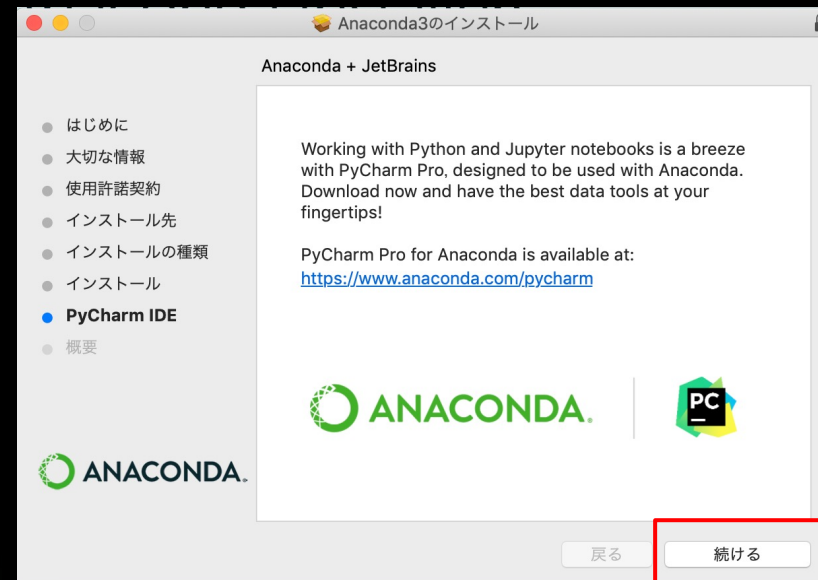 Anaconda3のインストール
Anaconda + JetBrains
はじめに
大切な情報
使用許諾契約
インストール先
インストールの種類
インストール
PyCharm IDE
概要
Working with Python and Jupyter notebooks is a breeze
with PyCharm Pro, designed to be used with Anaconda.
Download now and have the best data tools at your
fingertips!
PyCharm Pro for Anaconda is available at:
https://www.anaconda.com/pycharm
ANACONDA.
PC
ANACONDA.
戻る
続ける